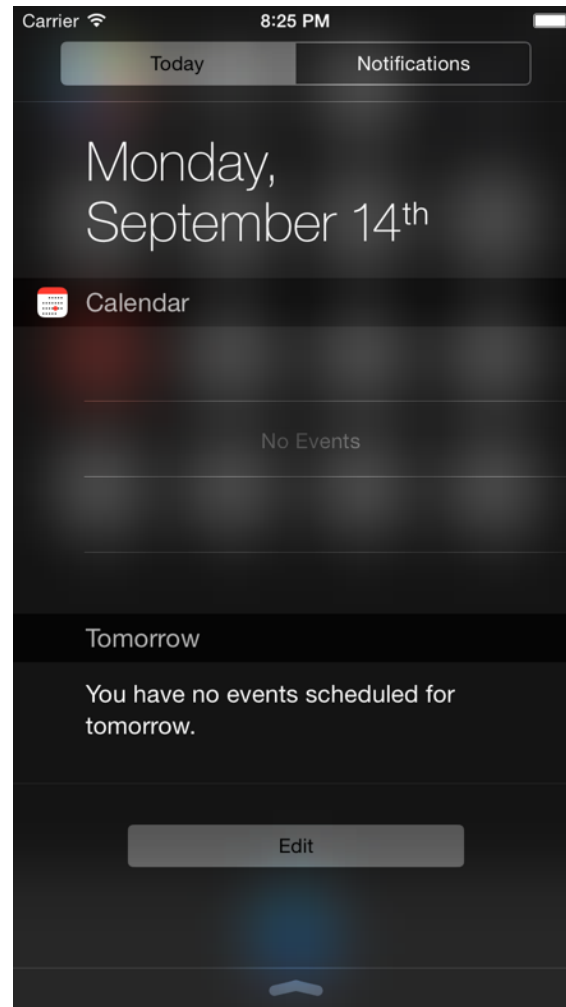 Carrier 8:25 PM
Today Notifications
Monday,
September 14th
Calendar
No Events
Tomorrow
You have no events scheduled for
tomorrow.
Edit